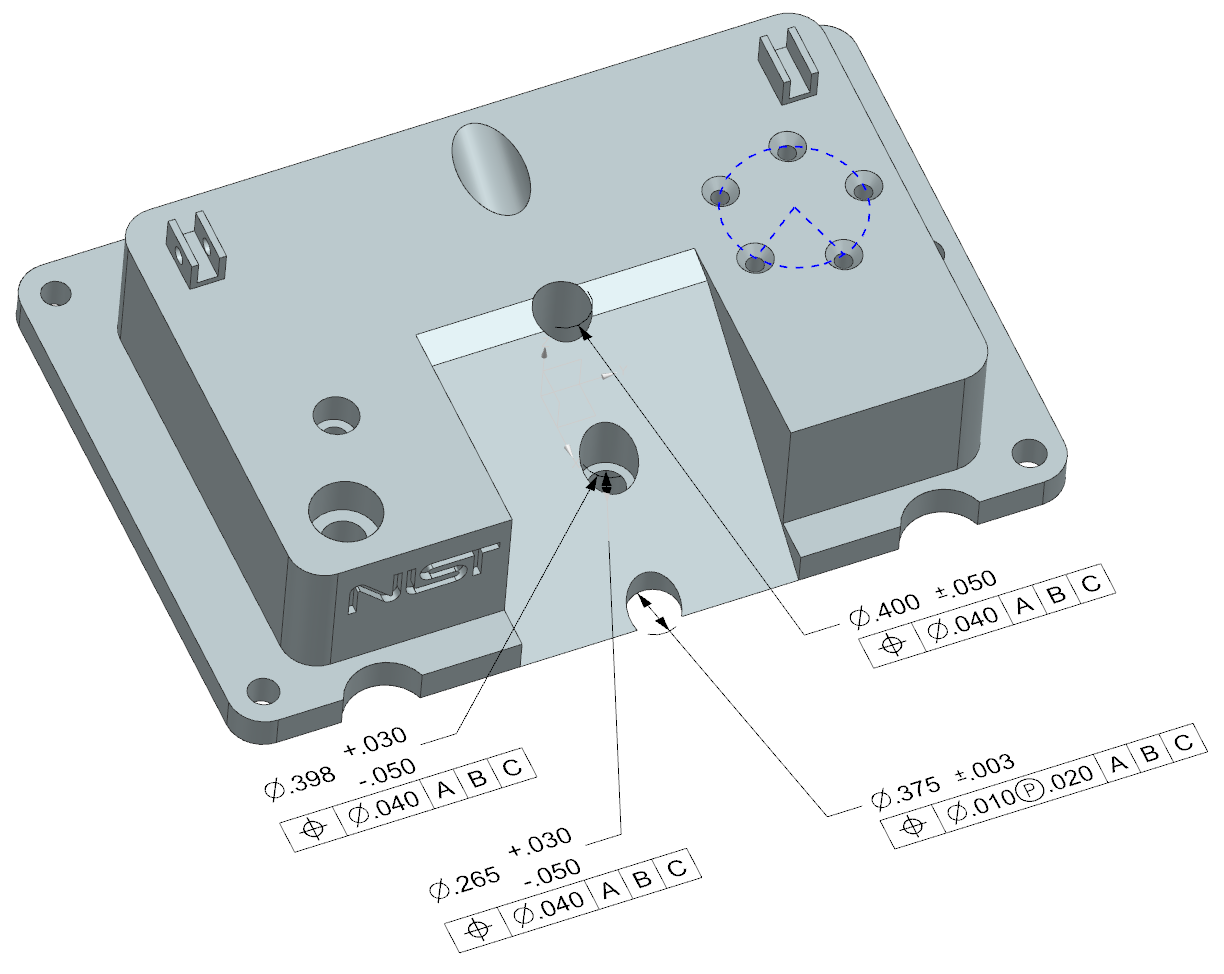 NIST
⌀.400 ±.050
⌖ ⌀.040 A B C
+.030
⌀.398 -.050
⌖ ⌀.040 A B C
⌀.375 ±.003
⌖ ⌀.010Ⓟ.020 A B C
+.030
⌀.265 -.050
⌖ ⌀.040 A B C